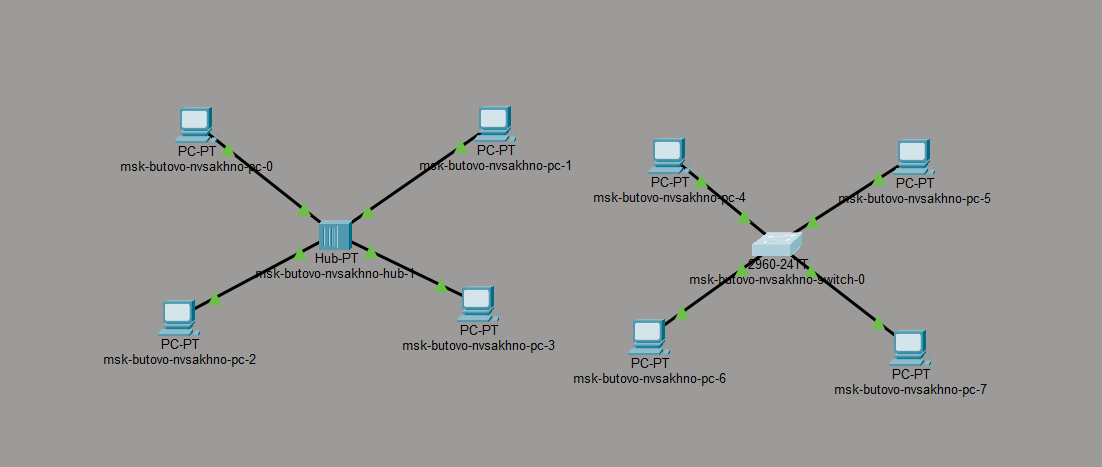 PC-PT
msk-butovo-nvsakhno-pc-0
PC-PT
msk-butovo-nvsakhno-pc-1
Hub-PT
msk-butovo-nvsakhno-hub-1
PC-PT
msk-butovo-nvsakhno-pc-2
PC-PT
msk-butovo-nvsakhno-pc-3
PC-PT
msk-butovo-nvsakhno-pc-4
PC-PT
msk-butovo-nvsakhno-pc-5
2960-24TT
msk-butovo-nvsakhno-switch-0
PC-PT
msk-butovo-nvsakhno-pc-6
PC-PT
msk-butovo-nvsakhno-pc-7